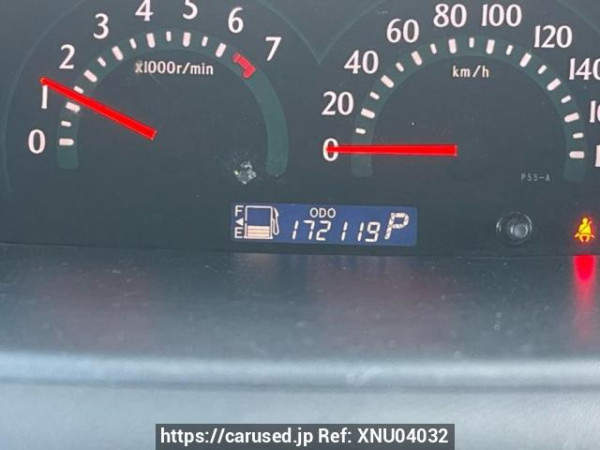 0 1 2 3 4 5 6 7
x1000r/min
0 20 40 60 80 100 120 140
km/h
P55-A
F
E
ODO
172119 P
https://carused.jp Ref: XNU04032